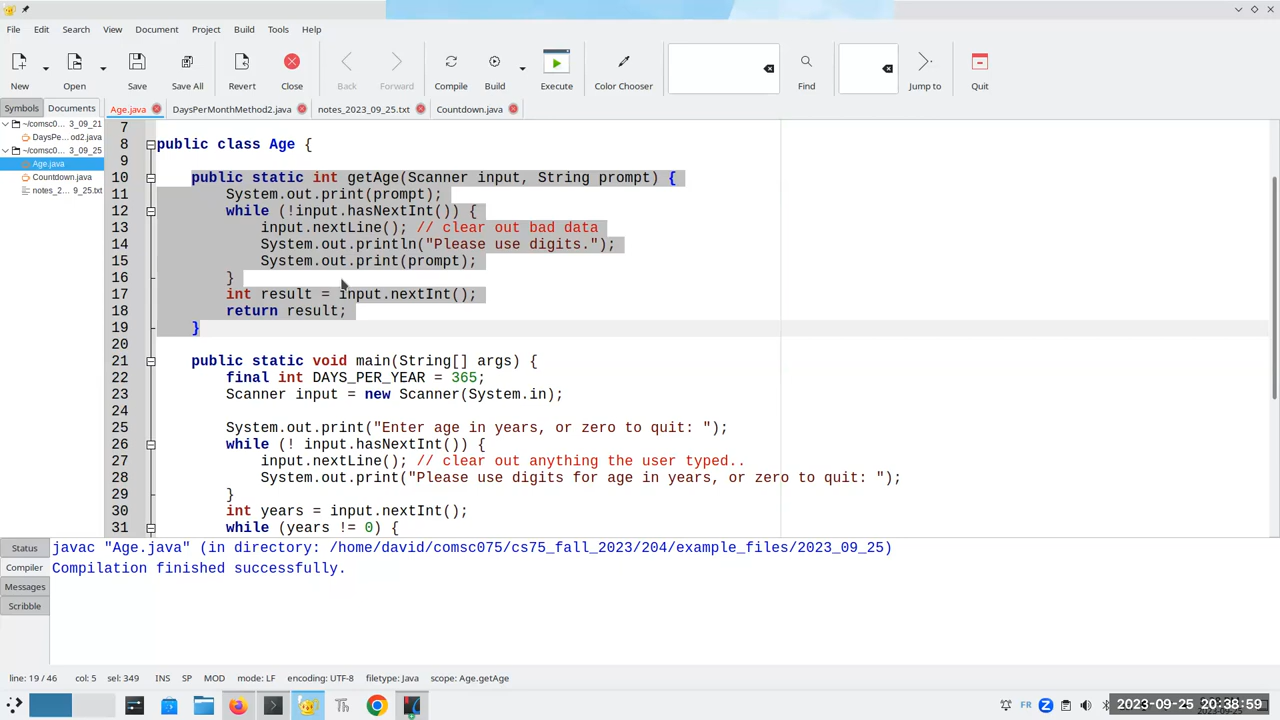 File Edit Search View Document Project Build Tools Help
New Open Save Save All Revert Close Back Forward Compile Build Execute Color Chooser Find Jump to Quit
Symbols Documents Age.java DaysPerMonthMethod2.java notes_2023_09_25.txt Countdown.java
~/comsc0... 3_09_21
DaysPe...od2.java
~/comsc0... 3_09_25
Age.java
Countdown.java
notes_2... 9_25.txt
7
8 public class Age {
9
10 public static int getAge(Scanner input, String prompt) {
11 System.out.print(prompt);
12 while (!input.hasNextInt()) {
13 input.nextLine(); // clear out bad data
14 System.out.println("Please use digits.");
15 System.out.print(prompt);
16 }
17 int result = input.nextInt();
18 return result;
19 }
20
21 public static void main(String[] args) {
22 final int DAYS_PER_YEAR = 365;
23 Scanner input = new Scanner(System.in);
24
25 System.out.print("Enter age in years, or zero to quit: ");
26 while (! input.hasNextInt()) {
27 input.nextLine(); // clear out anything the user typed..
28 System.out.print("Please use digits for age in years, or zero to quit: ");
29 }
30 int years = input.nextInt();
31 while (years != 0) {
Status
Compiler
Messages
Scribble
javac "Age.java" (in directory: /home/david/comsc075/cs75_fall_2023/204/example_files/2023_09_25)
Compilation finished successfully.
line: 19 / 46 col: 5 sel: 349 INS SP MOD mode: LF encoding: UTF-8 filetype: Java scope: Age.getAge
FR
2023-09-25 20:38:59